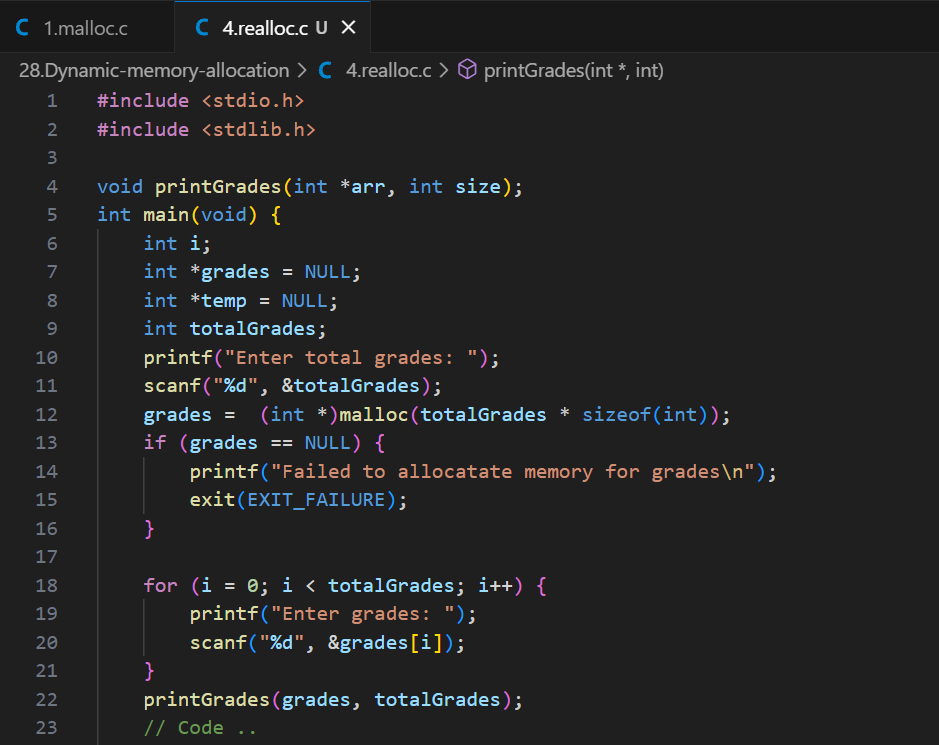 C 1.malloc.c C 4.realloc.c U ✕
28.Dynamic-memory-allocation > C 4.realloc.c > printGrades(int *, int)
1 #include <stdio.h>
2 #include <stdlib.h>
3
4 void printGrades(int *arr, int size);
5 int main(void) {
6     int i;
7     int *grades = NULL;
8     int *temp = NULL;
9     int totalGrades;
10     printf("Enter total grades: ");
11     scanf("%d", &totalGrades);
12     grades =  (int *)malloc(totalGrades * sizeof(int));
13     if (grades == NULL) {
14         printf("Failed to allocatate memory for grades\n");
15         exit(EXIT_FAILURE);
16     }
17
18     for (i = 0; i < totalGrades; i++) {
19         printf("Enter grades: ");
20         scanf("%d", &grades[i]);
21     }
22     printGrades(grades, totalGrades);
23     // Code ..